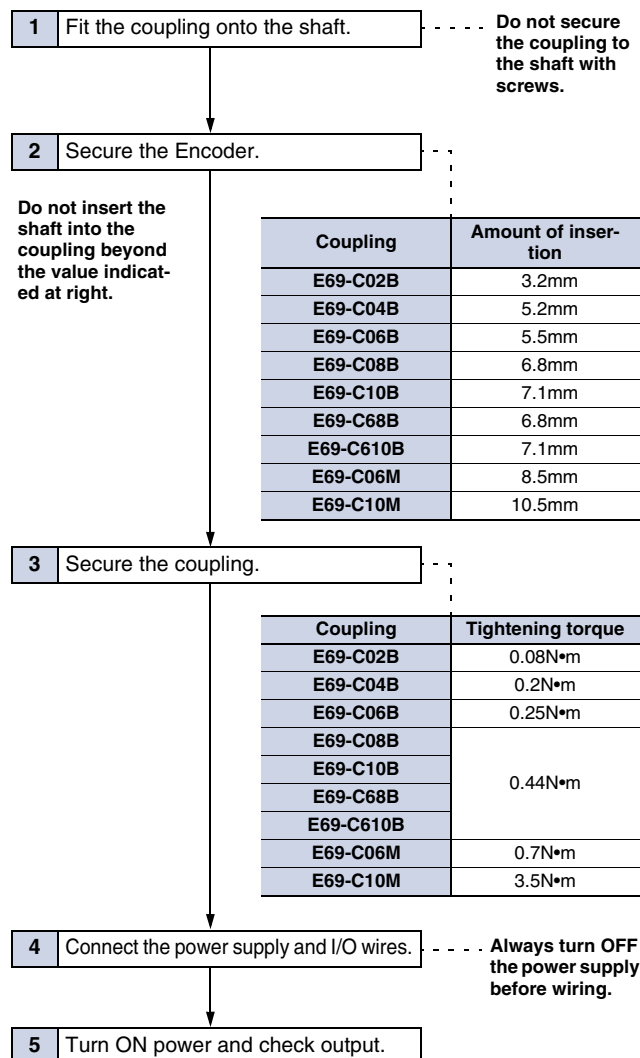 1 Fit the coupling onto the shaft.
Do not secure
the coupling to
the shaft with
screws.
2 Secure the Encoder.
Do not insert the
shaft into the
coupling beyond
the value indicat-
ed at right.
Coupling Amount of inser-
tion
E69-C02B 3.2mm
E69-C04B 5.2mm
E69-C06B 5.5mm
E69-C08B 6.8mm
E69-C10B 7.1mm
E69-C68B 6.8mm
E69-C610B 7.1mm
E69-C06M 8.5mm
E69-C10M 10.5mm
3 Secure the coupling.
Coupling Tightening torque
E69-C02B 0.08N•m
E69-C04B 0.2N•m
E69-C06B 0.25N•m
E69-C08B
E69-C10B
0.44N•m
E69-C68B
E69-C610B
E69-C06M 0.7N•m
E69-C10M 3.5N•m
4 Connect the power supply and I/O wires.
Always turn OFF
the power supply
before wiring.
5 Turn ON power and check output.